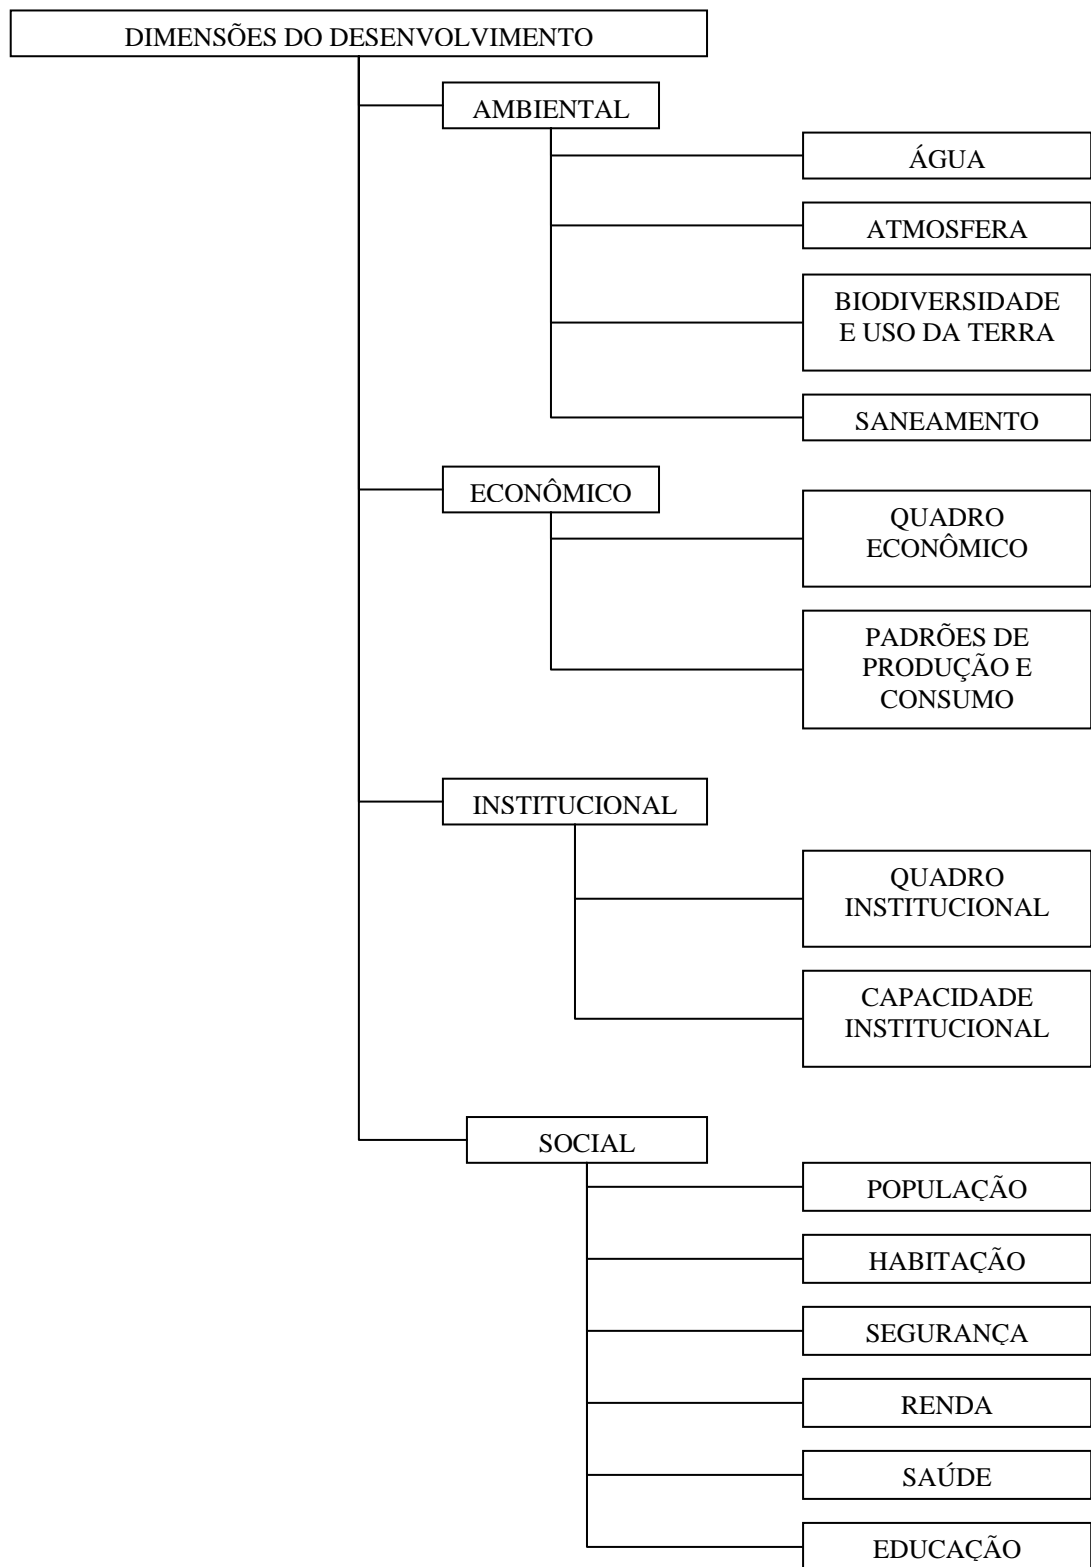 DIMENSÕES DO DESENVOLVIMENTO
AMBIENTAL
ÁGUA
ATMOSFERA
BIODIVERSIDADE
E USO DA TERRA
SANEAMENTO
ECONÔMICO
QUADRO
ECONÔMICO
PADRÕES DE
PRODUÇÃO E
CONSUMO
INSTITUCIONAL
QUADRO
INSTITUCIONAL
CAPACIDADE
INSTITUCIONAL
SOCIAL
POPULAÇÃO
HABITAÇÃO
SEGURANÇA
RENDA
SAÚDE
EDUCAÇÃO